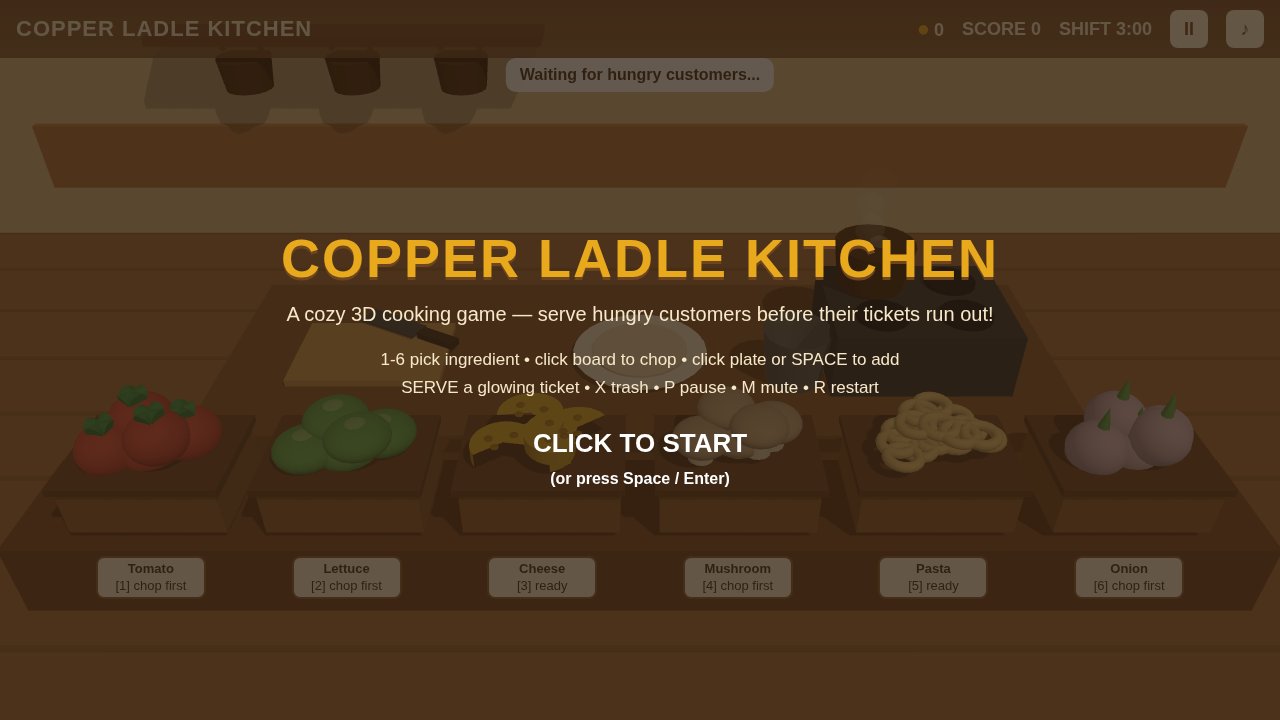 COPPER LADLE KITCHEN
0 SCORE 0 SHIFT 3:00 II ♪
Waiting for hungry customers...
COPPER LADLE KITCHEN
A cozy 3D cooking game — serve hungry customers before their tickets run out!
1-6 pick ingredient • click board to chop • click plate or SPACE to add
SERVE a glowing ticket • X trash • P pause • M mute • R restart
CLICK TO START
(or press Space / Enter)
Tomato
[1] chop first
Lettuce
[2] chop first
Cheese
[3] ready
Mushroom
[4] chop first
Pasta
[5] ready
Onion
[6] chop first